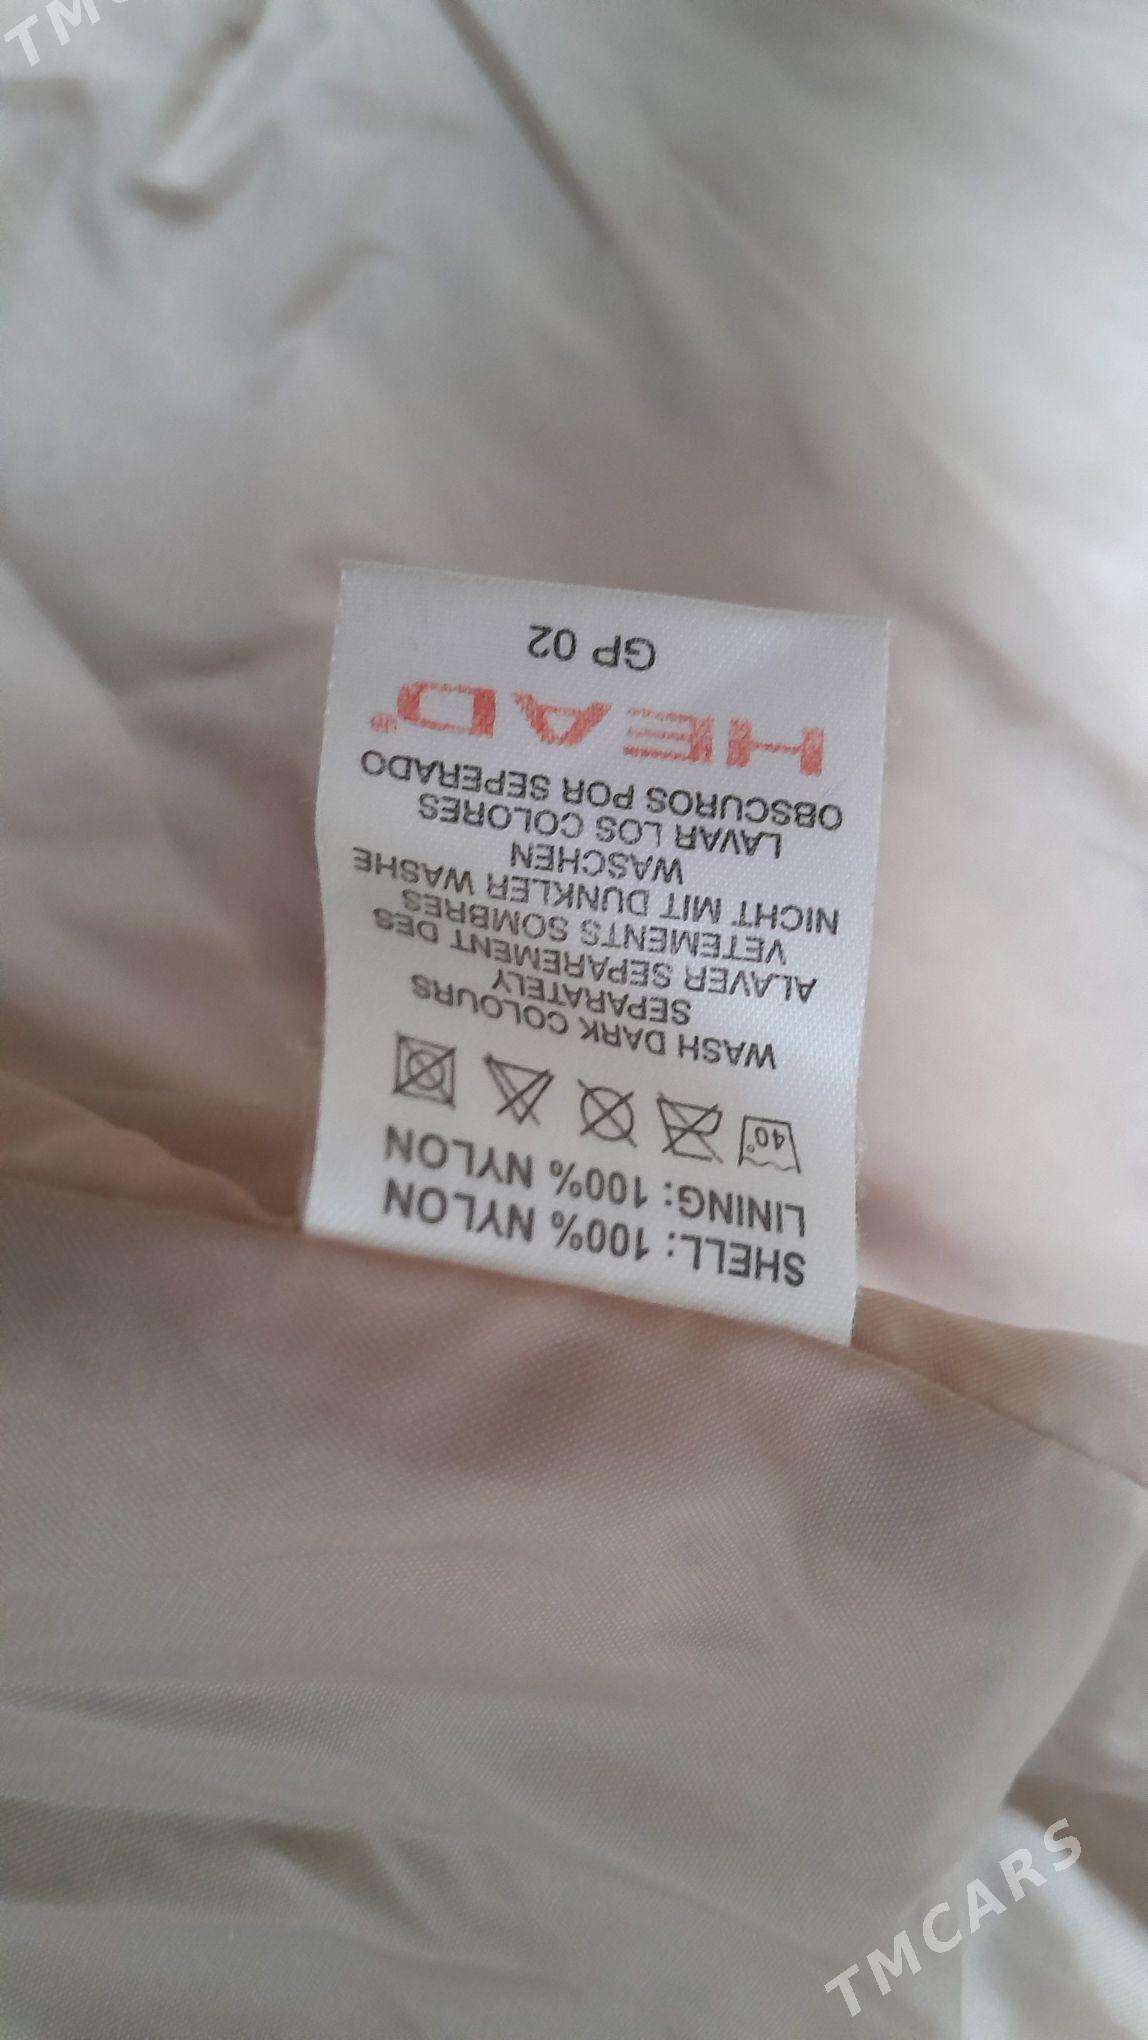 SHELL: 100% NYLON
LINING: 100% NYLON
40°
WASH DARK COLOURS
SEPARATELY
ALAVER SEPAREMENT DES
VETEMENTS SOMBRES
NICHT MIT DUNKLER WASHE
WASCHEN
LAVAR LOS COLORES
OBSCUROS POR SEPERADO
HEAD®
GP 02
TMCARS